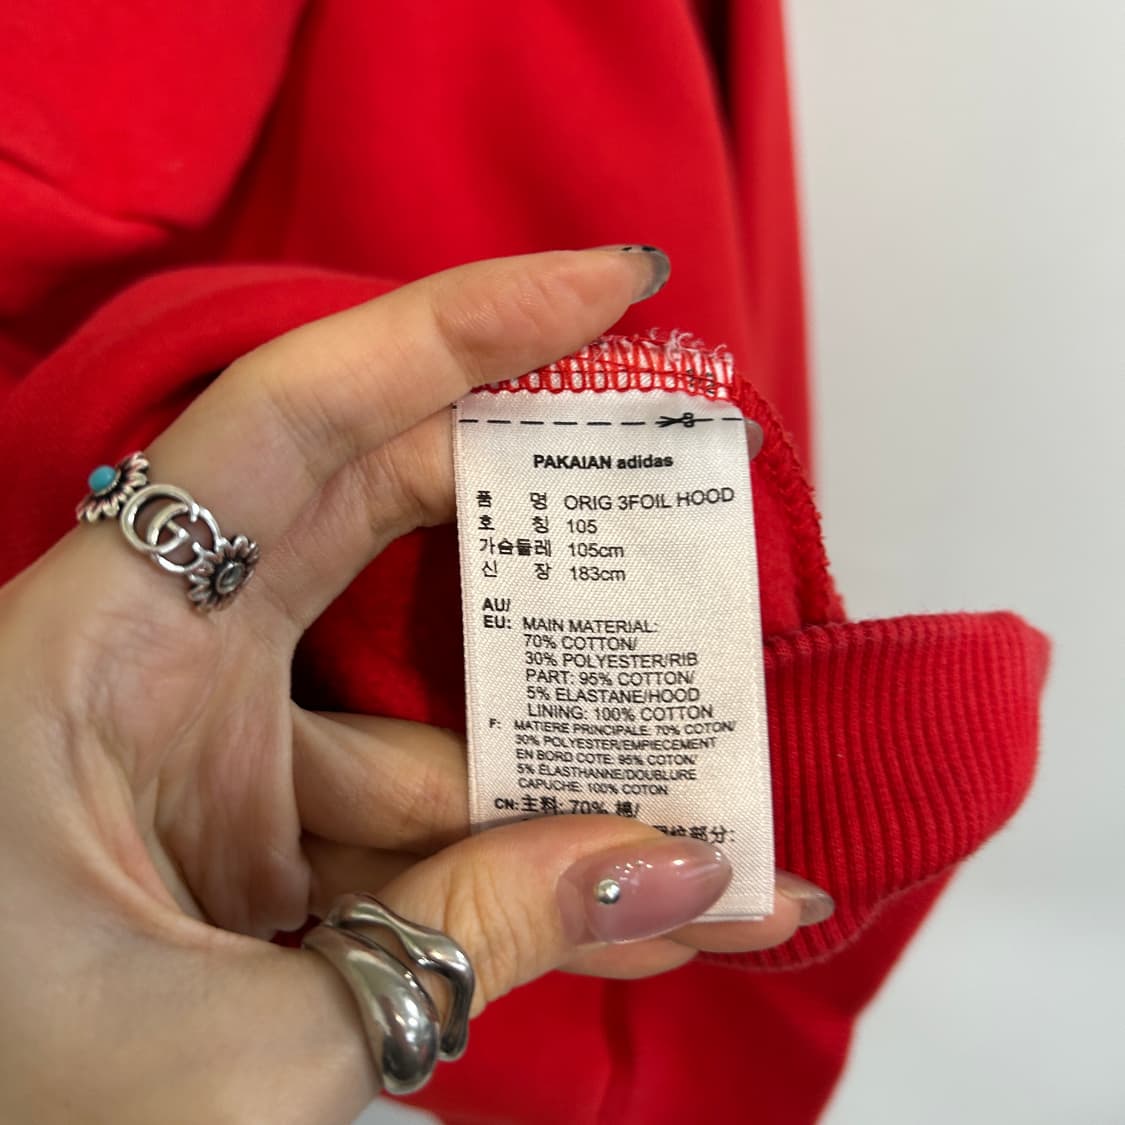 PAKAIAN adidas
품 명 ORIG 3FOIL HOOD
호 칭 105
가슴둘레 105cm
신 장 183cm
AU/
EU: MAIN MATERIAL:
70% COTTON/
30% POLYESTER/RIB
PART: 95% COTTON/
5% ELASTANE/HOOD
LINING: 100% COTTON
F: MATIERE PRINCIPALE: 70% COTON/
30% POLYESTER/EMPIECEMENT
EN BORD COTE: 95% COTON/
5% ÉLASTHANNE/DOUBLURE
CAPUCHE: 100% COTON
CN: 主料: 70% 棉/
部分: